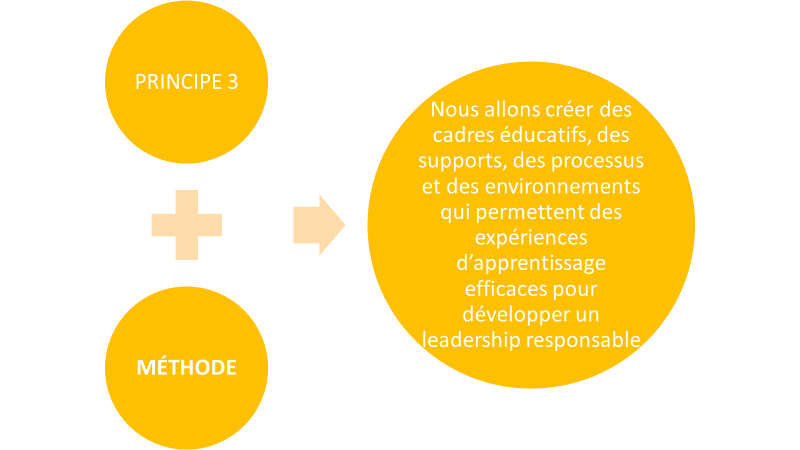 PRINCIPE 3
MÉTHODE
Nous allons créer des
cadres éducatifs, des
supports, des processus
et des environnements
qui permettent des
expériences
d’apprentissage
efficaces pour
développer un
leadership responsable